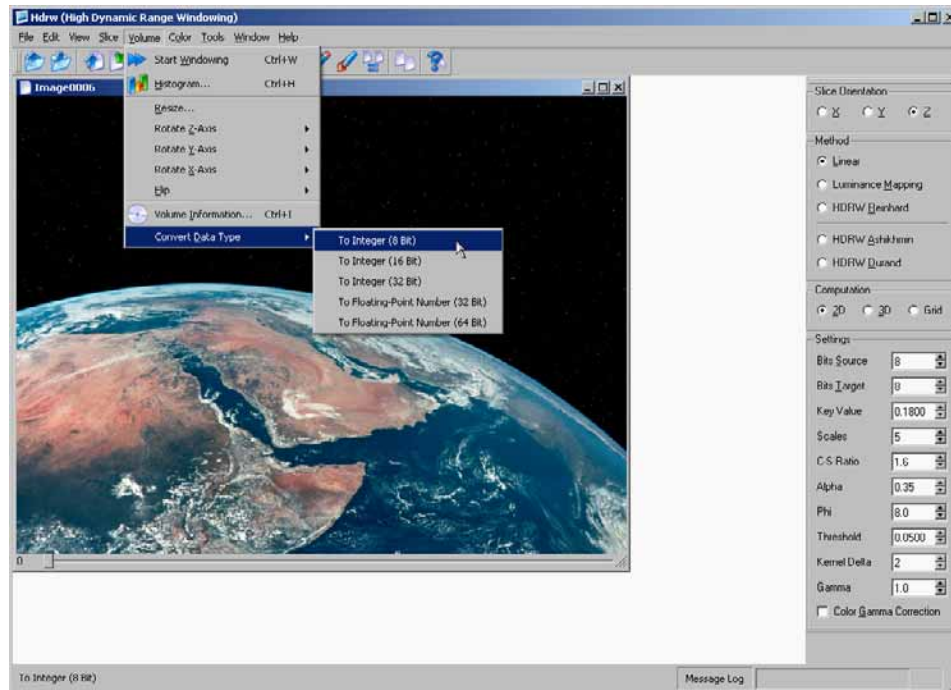 Hdrw (High Dynamic Range Windowing)
File Edit View Slice Volume Color Tools Window Help
Image0006
Start Windowing Ctrl+W
Histogram... Ctrl+H
Resize...
Rotate Z-Axis
Rotate Y-Axis
Rotate X-Axis
Flip
Volume Information... Ctrl+I
Convert Data Type
To Integer (8 Bit)
To Integer (16 Bit)
To Integer (32 Bit)
To Floating-Point Number (32 Bit)
To Floating-Point Number (64 Bit)
0
Slice Orientation
X Y Z
Method
Linear
Luminance Mapping
HDRW Reinhard
HDRW Ashikhmin
HDRW Durand
Computation
2D 3D Grid
Settings
Bits Source 8
Bits Target 8
Key Value 0.1800
Scales 5
C-S Ratio 1.6
Alpha 0.35
Phi 8.0
Threshold 0.0500
Kernel Delta 2
Gamma 1.0
Color Gamma Correction
To Integer (8 Bit)
Message Log